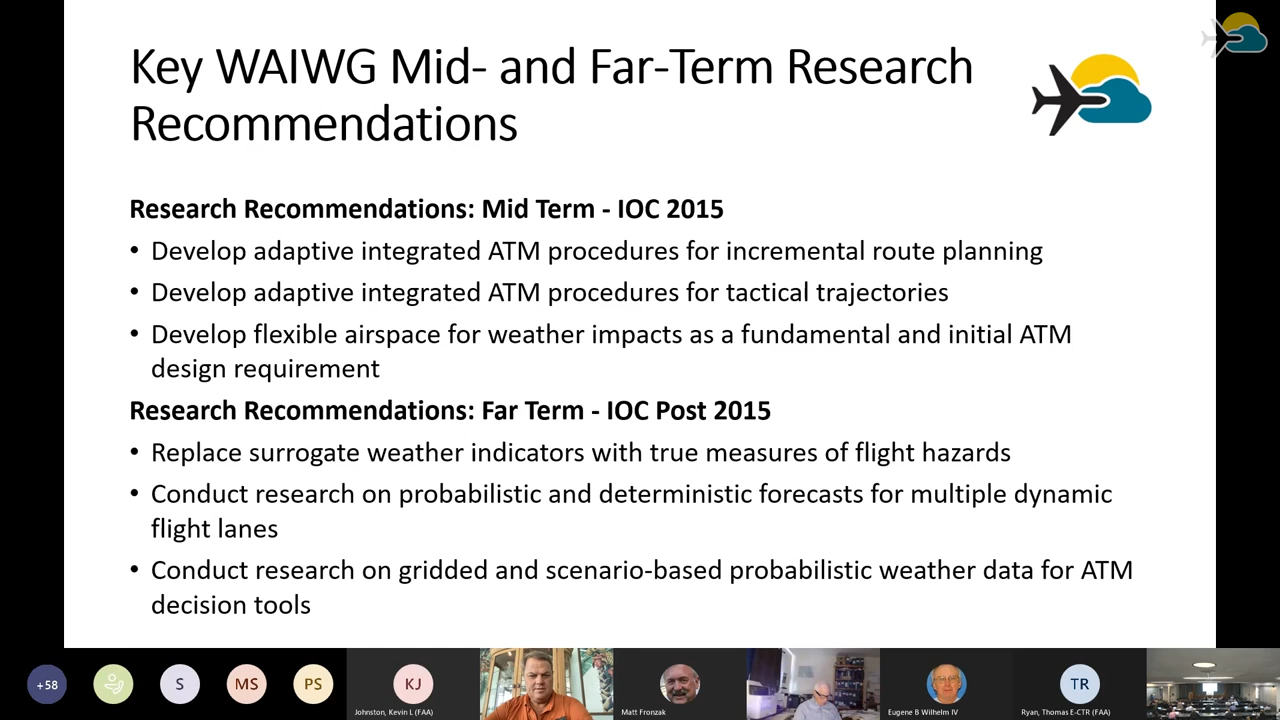 Key WAIWG Mid- and Far-Term Research
Recommendations
Research Recommendations: Mid Term - IOC 2015
• Develop adaptive integrated ATM procedures for incremental route planning
• Develop adaptive integrated ATM procedures for tactical trajectories
• Develop flexible airspace for weather impacts as a fundamental and initial ATM
design requirement
Research Recommendations: Far Term - IOC Post 2015
• Replace surrogate weather indicators with true measures of flight hazards
• Conduct research on probabilistic and deterministic forecasts for multiple dynamic
flight lanes
• Conduct research on gridded and scenario-based probabilistic weather data for ATM
decision tools
+58
S
MS
PS
KJ
TR
Johnston, Kevin L (FAA)
Matt Fronzak
Eugene B Wilhelm IV
Ryan, Thomas E-CTR (FAA)